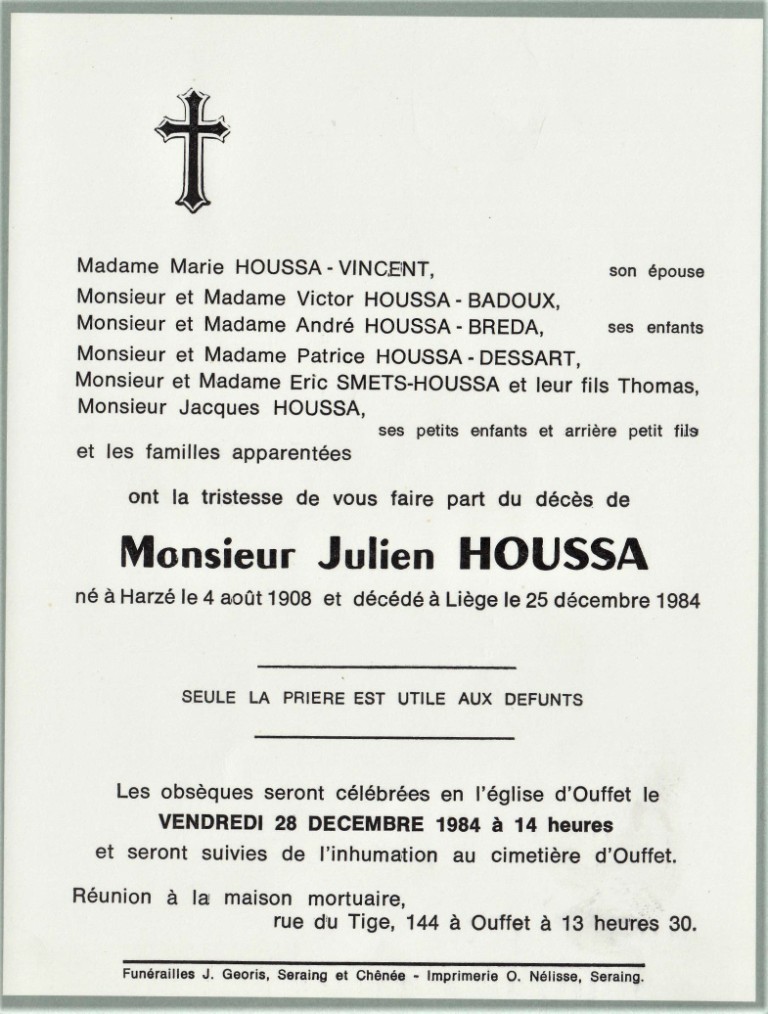 Madame Marie HOUSSA - VINCENT, son épouse
Monsieur et Madame Victor HOUSSA - BADOUX,
Monsieur et Madame André HOUSSA - BREDA, ses enfants
Monsieur et Madame Patrice HOUSSA - DESSART,
Monsieur et Madame Eric SMETS-HOUSSA et leur fils Thomas,
Monsieur Jacques HOUSSA,
ses petits enfants et arrière petit fils
et les familles apparentées
ont la tristesse de vous faire part du décès de
Monsieur Julien HOUSSA
né à Harzé le 4 août 1908 et décédé à Liège le 25 décembre 1984
SEULE LA PRIERE EST UTILE AUX DEFUNTS
Les obsèques seront célébrées en l'église d'Ouffet le
VENDREDI 28 DECEMBRE 1984 à 14 heures
et seront suivies de l'inhumation au cimetière d'Ouffet.
Réunion à la maison mortuaire,
rue du Tige, 144 à Ouffet à 13 heures 30.
Funérailles J. Georis, Seraing et Chênée - Imprimerie O. Nélisse, Seraing.